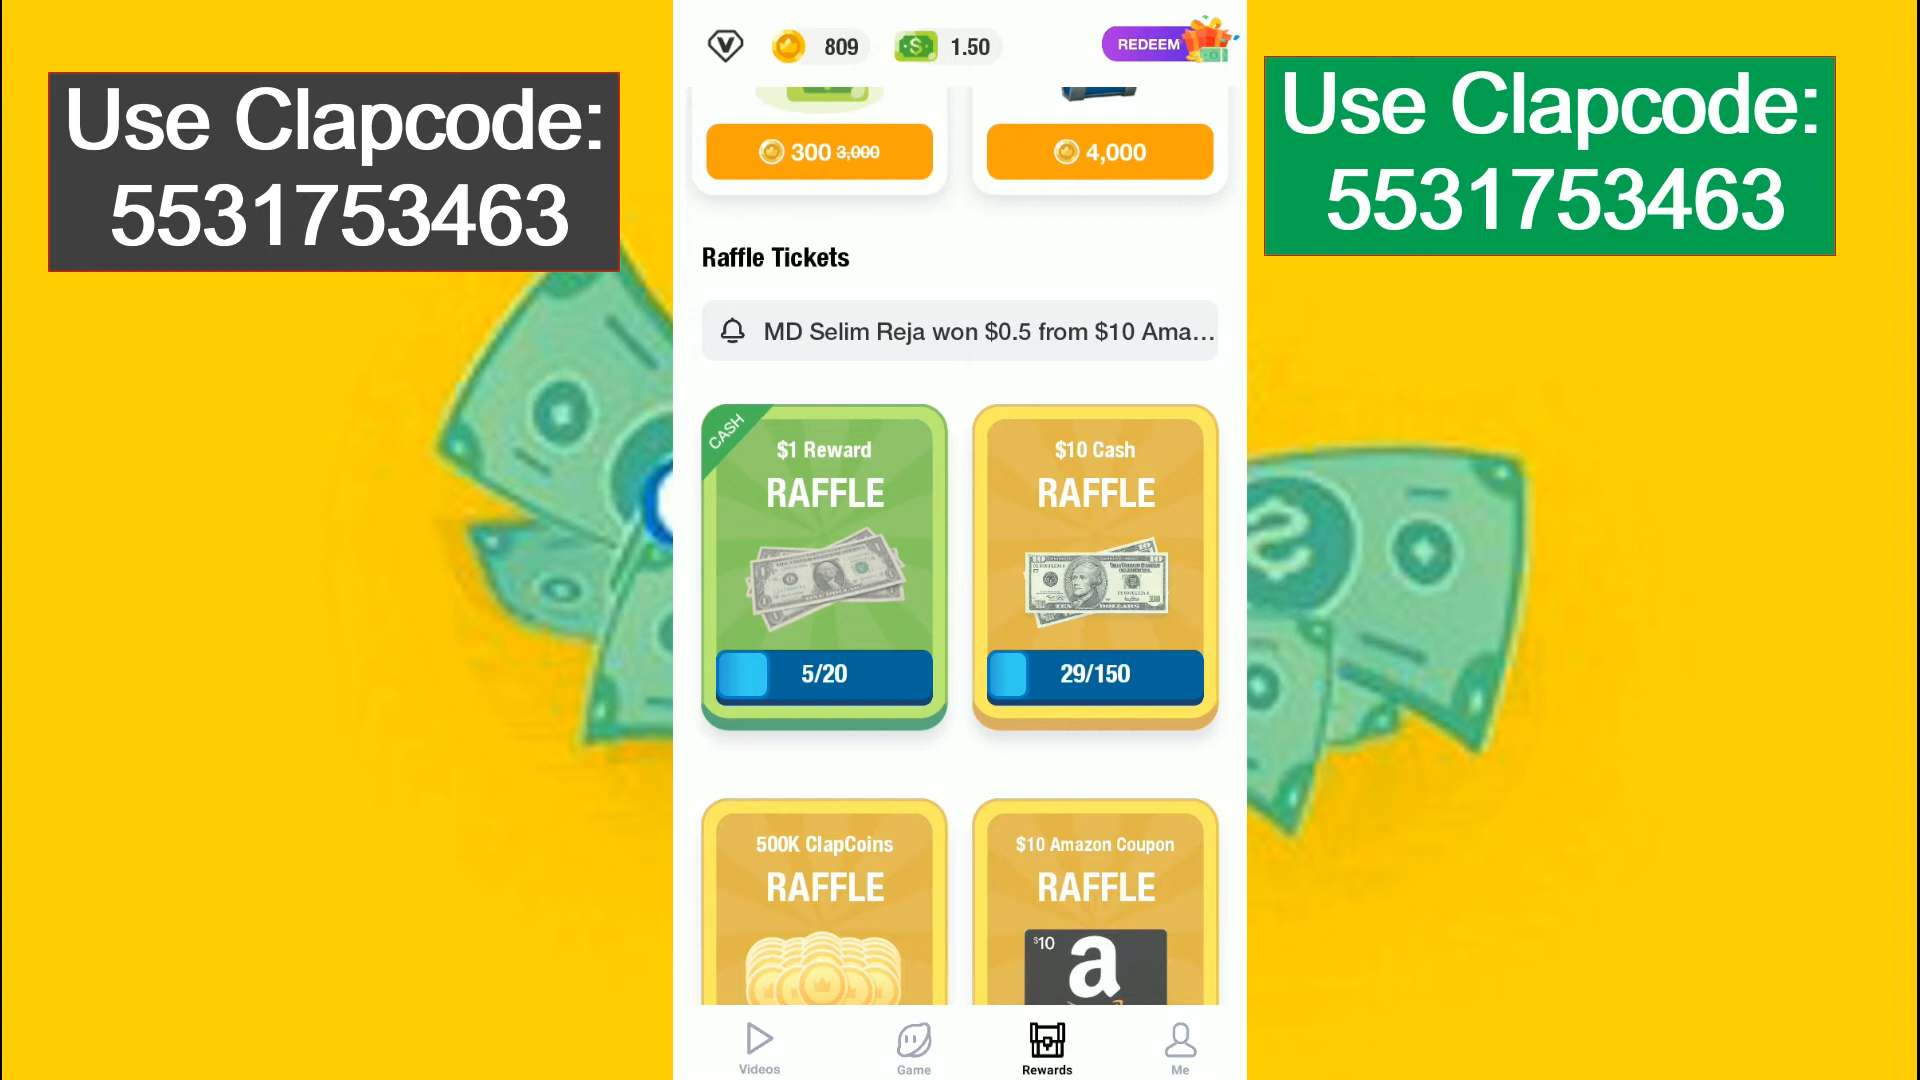 Use Clapcode:
5531753463
809
1.50
REDEEM
Use Clapcode:
5531753463
300 3,000
4,000
Raffle Tickets
MD Selim Reja won $0.5 from $10 Ama...
CASH
$1 Reward
RAFFLE
5/20
$10 Cash
RAFFLE
29/150
500K ClapCoins
RAFFLE
$10 Amazon Coupon
RAFFLE
$10
a
Videos
Game
Rewards
Me